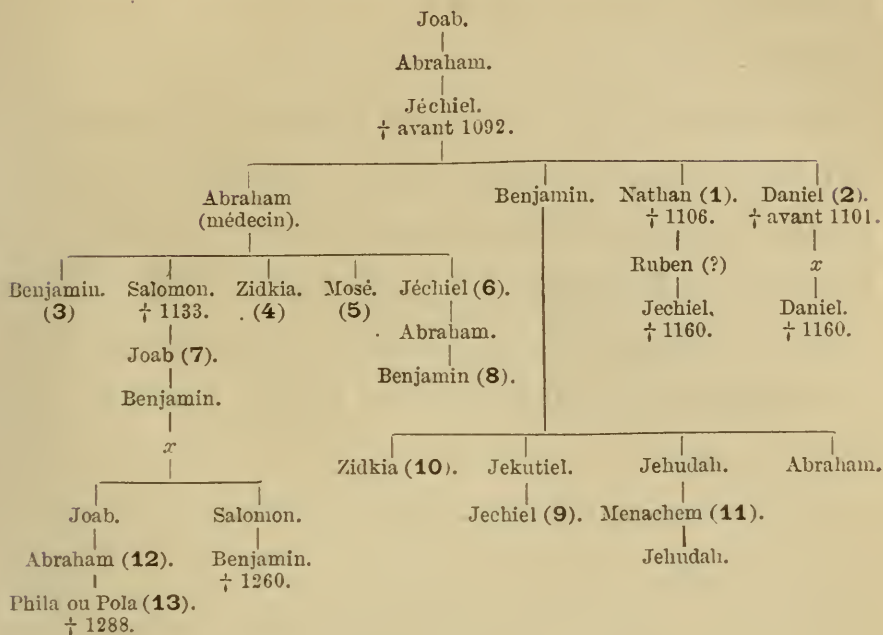 Joab.
Abraham.
Jéchiel.
† avant 1092.
Abraham
(médecin).
Benjamin.
Nathan (1).
† 1106.
Daniel (2).
† avant 1101.
Ruben (?)
x
Jechiel.
† 1160.
Daniel.
† 1160.
Benjamin.
(3)
Salomon.
† 1133.
Zidkia.
(4)
Mosé.
(5)
Jéchiel (6).
Abraham.
Benjamin (8).
Joab (7).
Benjamin.
x
Zidkia (10).
Jekutiel.
Jehudah.
Abraham.
Jechiel (9).
Menachem (11).
Jehudah.
Joab.
Salomon.
Abraham (12).
Benjamin.
† 1260.
Phila ou Pola (13).
† 1288.